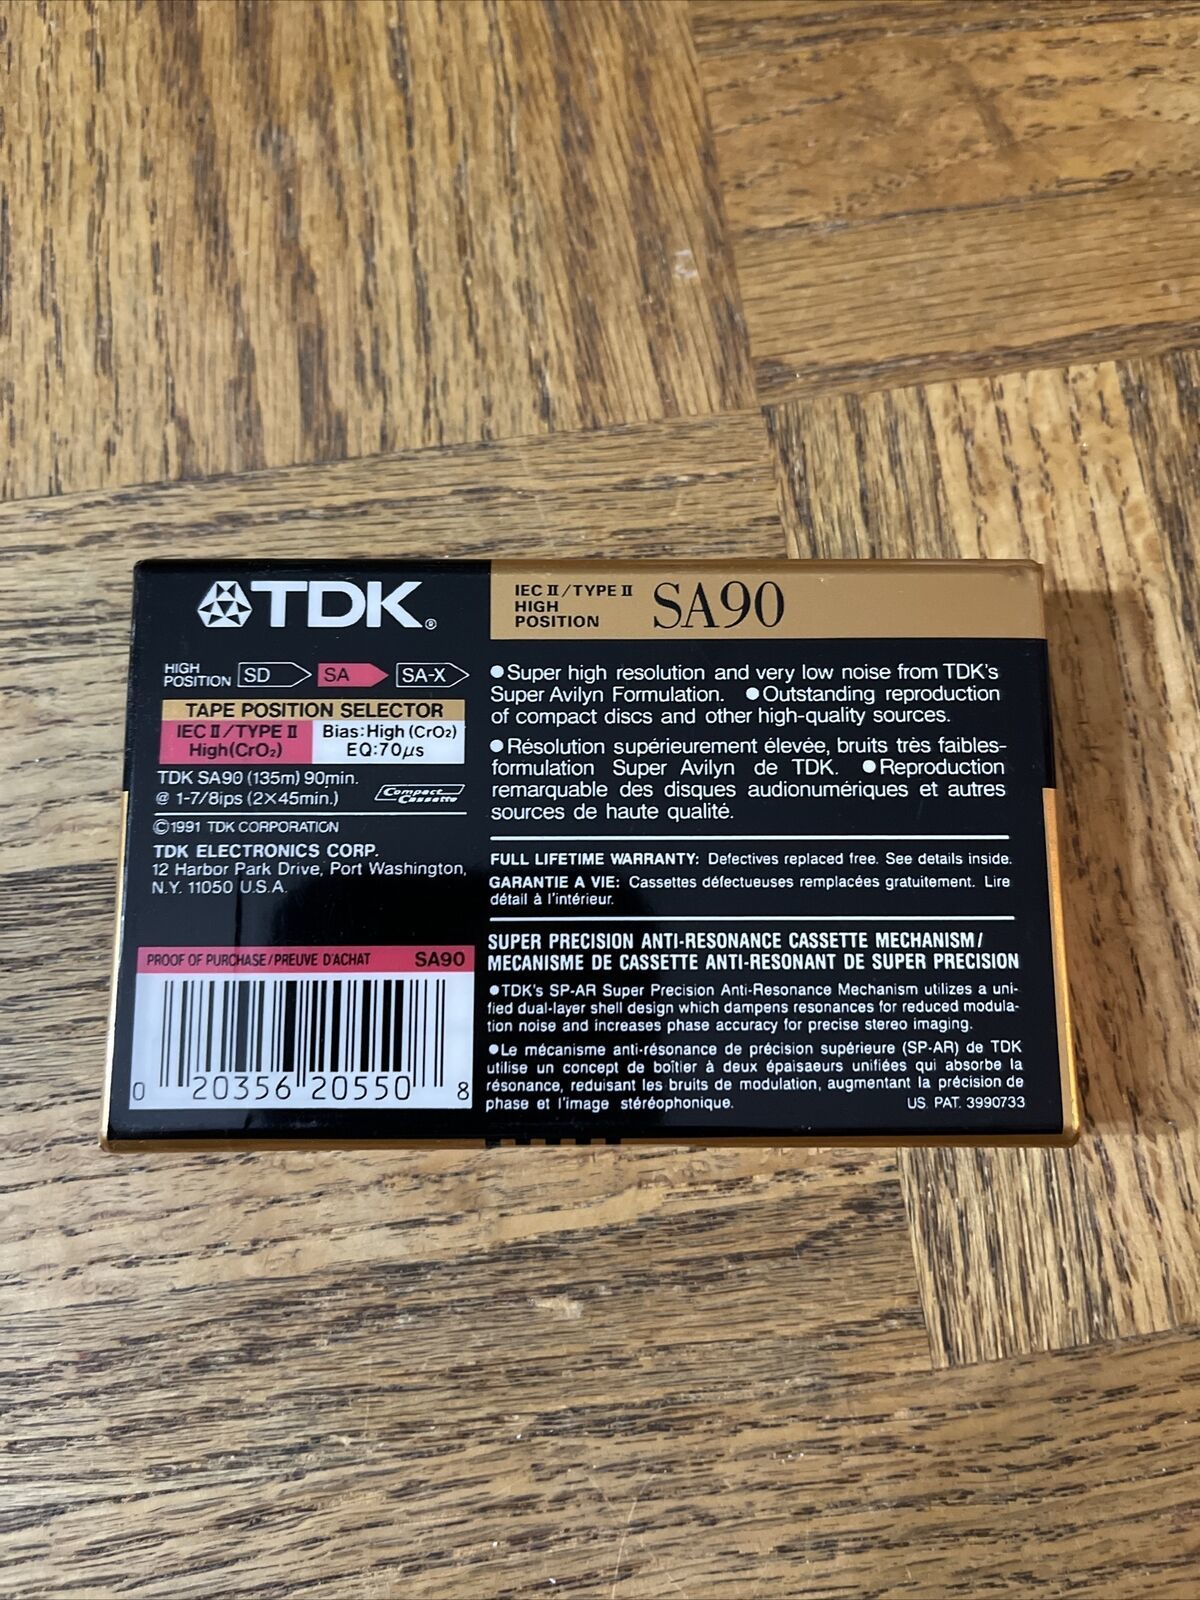 TDK®
IEC II/TYPE II
HIGH
POSITION
SA90
HIGH
POSITION
SD
SA
SA-X
TAPE POSITION SELECTOR
IEC II/TYPE II
High(CrO₂)
Bias:High (CrO₂)
EQ:70μs
TDK SA90 (135m) 90min.
@ 1-7/8ips (2×45min.)
Compact
Cassette
©1991 TDK CORPORATION
TDK ELECTRONICS CORP.
12 Harbor Park Drive, Port Washington,
N.Y. 11050 U.S.A.
PROOF OF PURCHASE/PREUVE D'ACHAT SA90
0 20356 20550 8
●Super high resolution and very low noise from TDK's
Super Avilyn Formulation. ●Outstanding reproduction
of compact discs and other high-quality sources.
●Résolution supérieurement élevée, bruits très faibles-
formulation Super Avilyn de TDK. ●Reproduction
remarquable des disques audionumériques et autres
sources de haute qualité.
FULL LIFETIME WARRANTY: Defectives replaced free. See details inside.
GARANTIE A VIE: Cassettes défectueuses remplacées gratuitement. Lire
détail à l'intérieur.
SUPER PRECISION ANTI-RESONANCE CASSETTE MECHANISM/
MECANISME DE CASSETTE ANTI-RESONANT DE SUPER PRECISION
●TDK's SP-AR Super Precision Anti-Resonance Mechanism utilizes a uni-
fied dual-layer shell design which dampens resonances for reduced modula-
tion noise and increases phase accuracy for precise stereo imaging.
●Le mécanisme anti-résonance de précision supérieure (SP-AR) de TDK
utilise un concept de boîtier à deux épaisaeurs unifiées qui absorbe la
résonance, reduisant les bruits de modulation, augmentant la précision de
phase et l'image stéréophonique.
US. PAT. 3990733